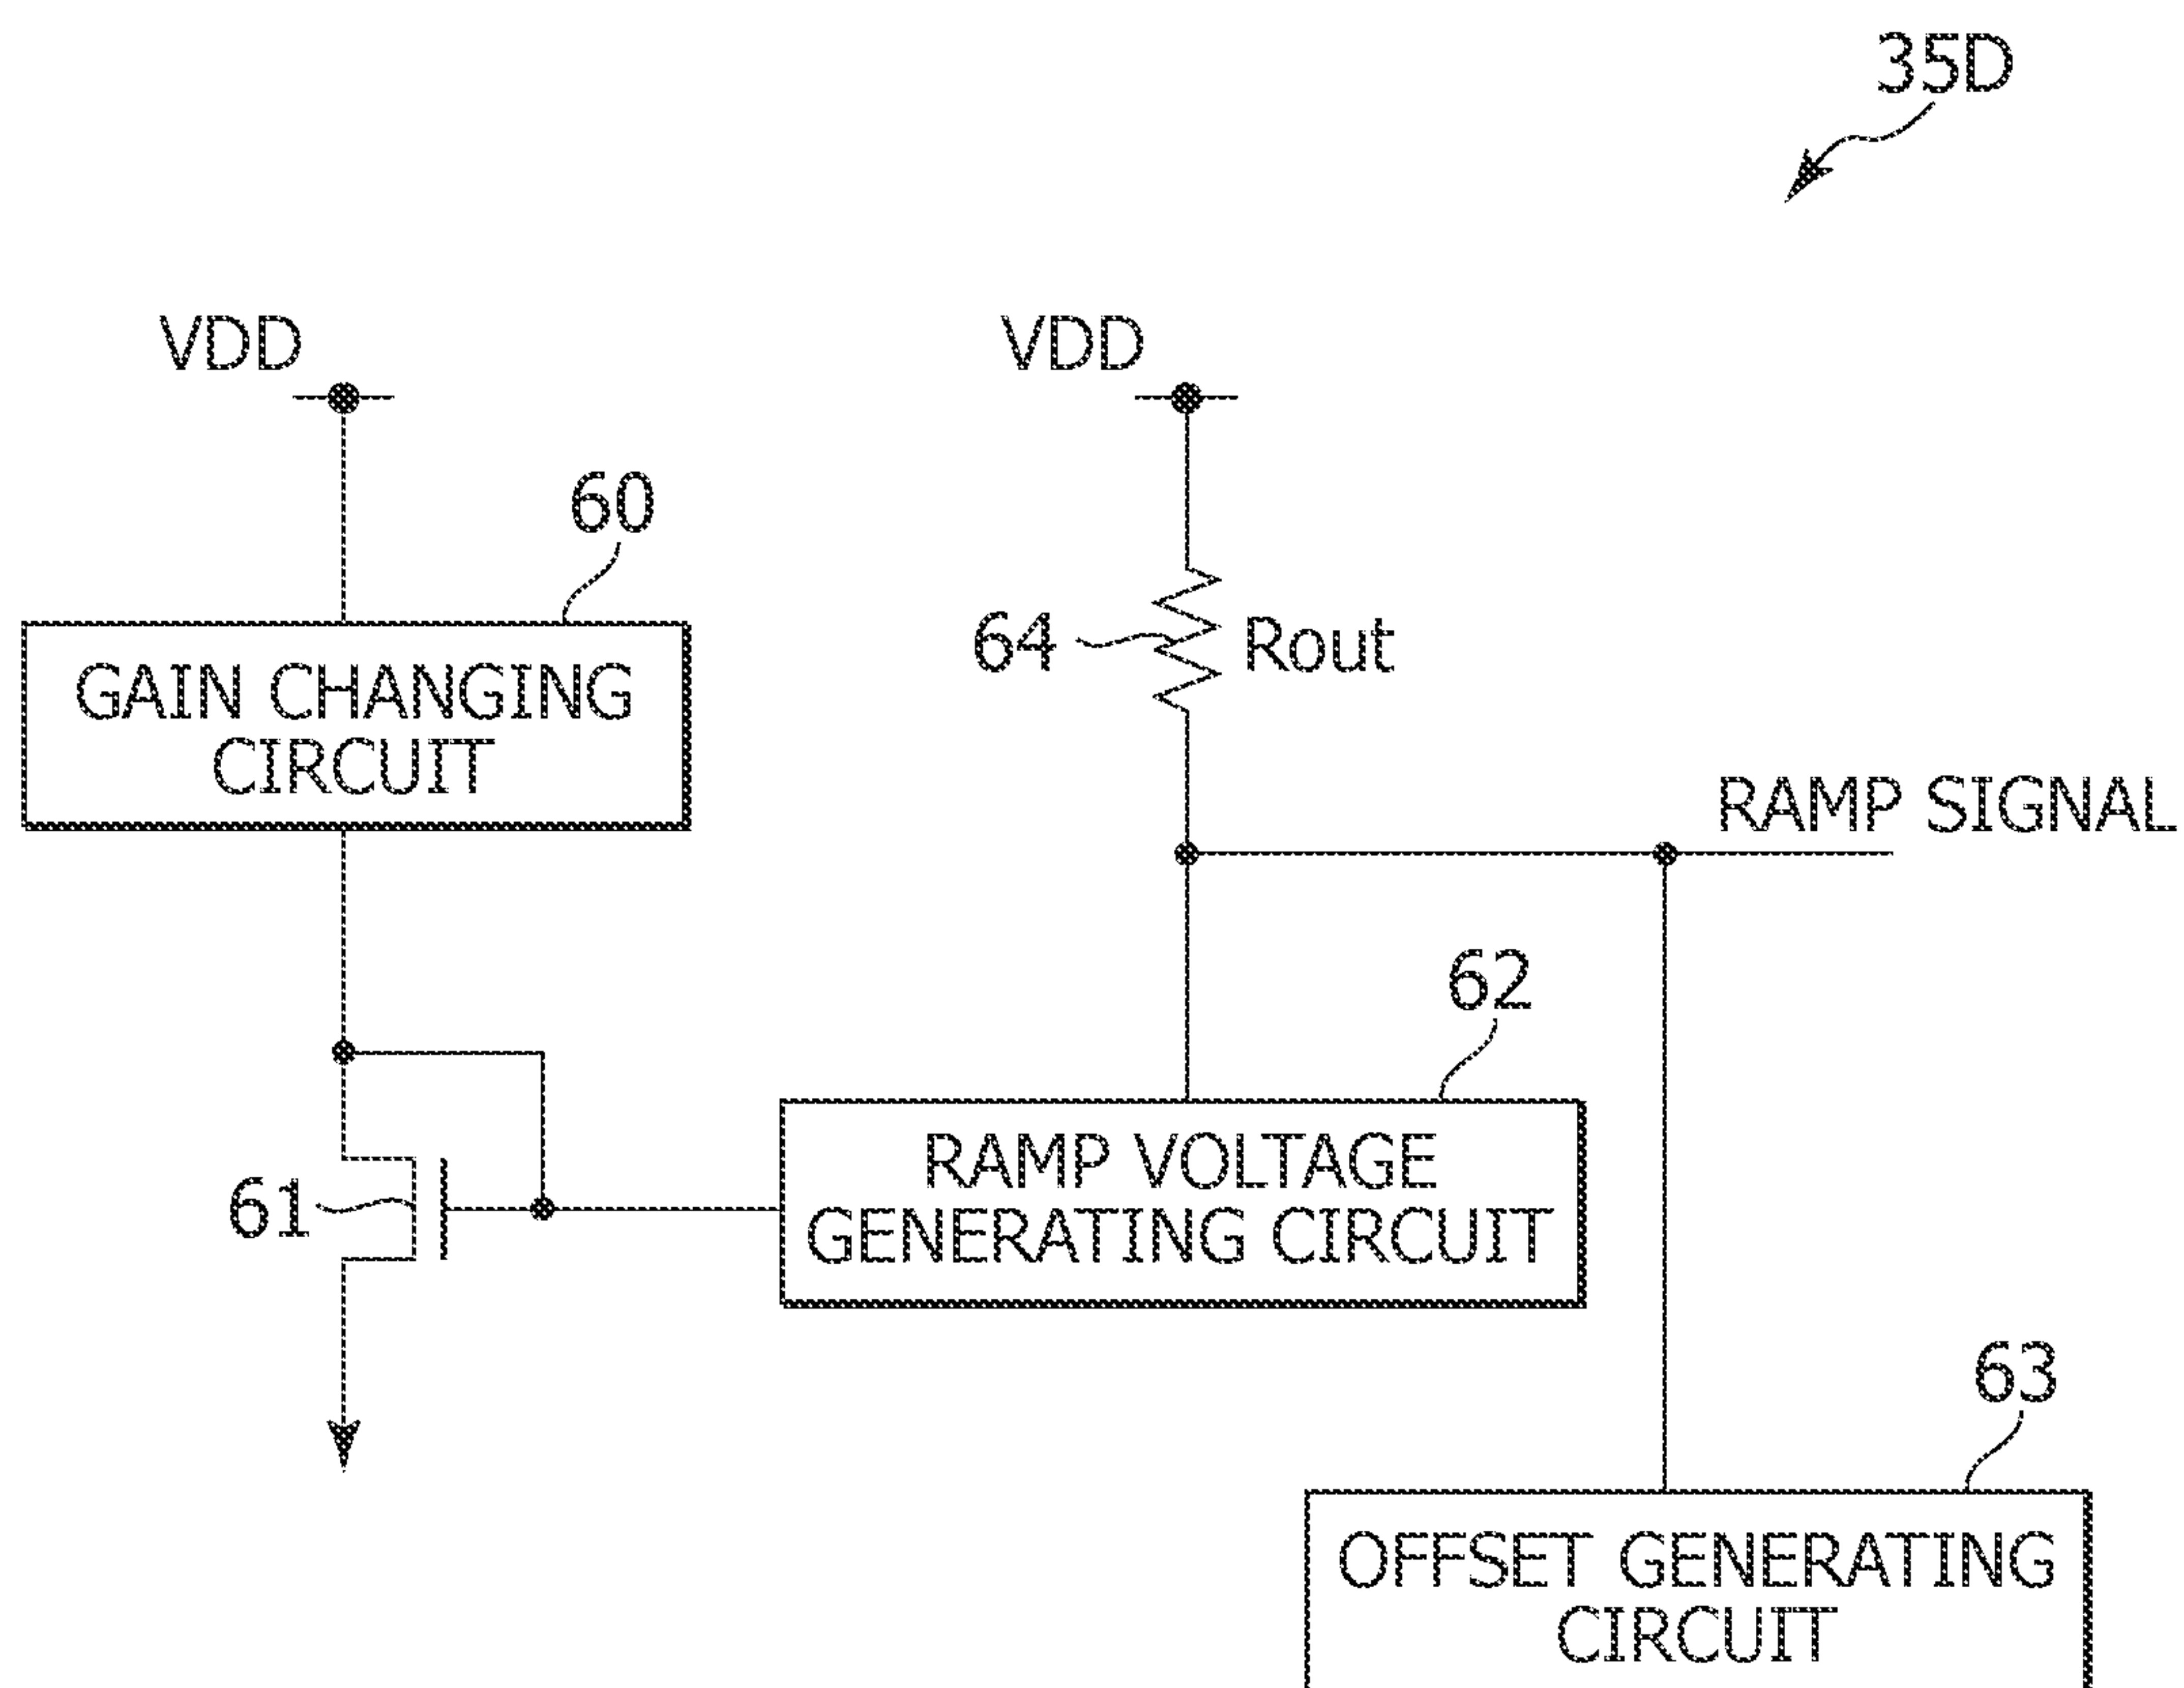 35D
VDD
VDD
60
GAIN CHANGING
CIRCUIT
64
Rout
RAMP SIGNAL
62
RAMP VOLTAGE
GENERATING CIRCUIT
61
63
OFFSET GENERATING
CIRCUIT